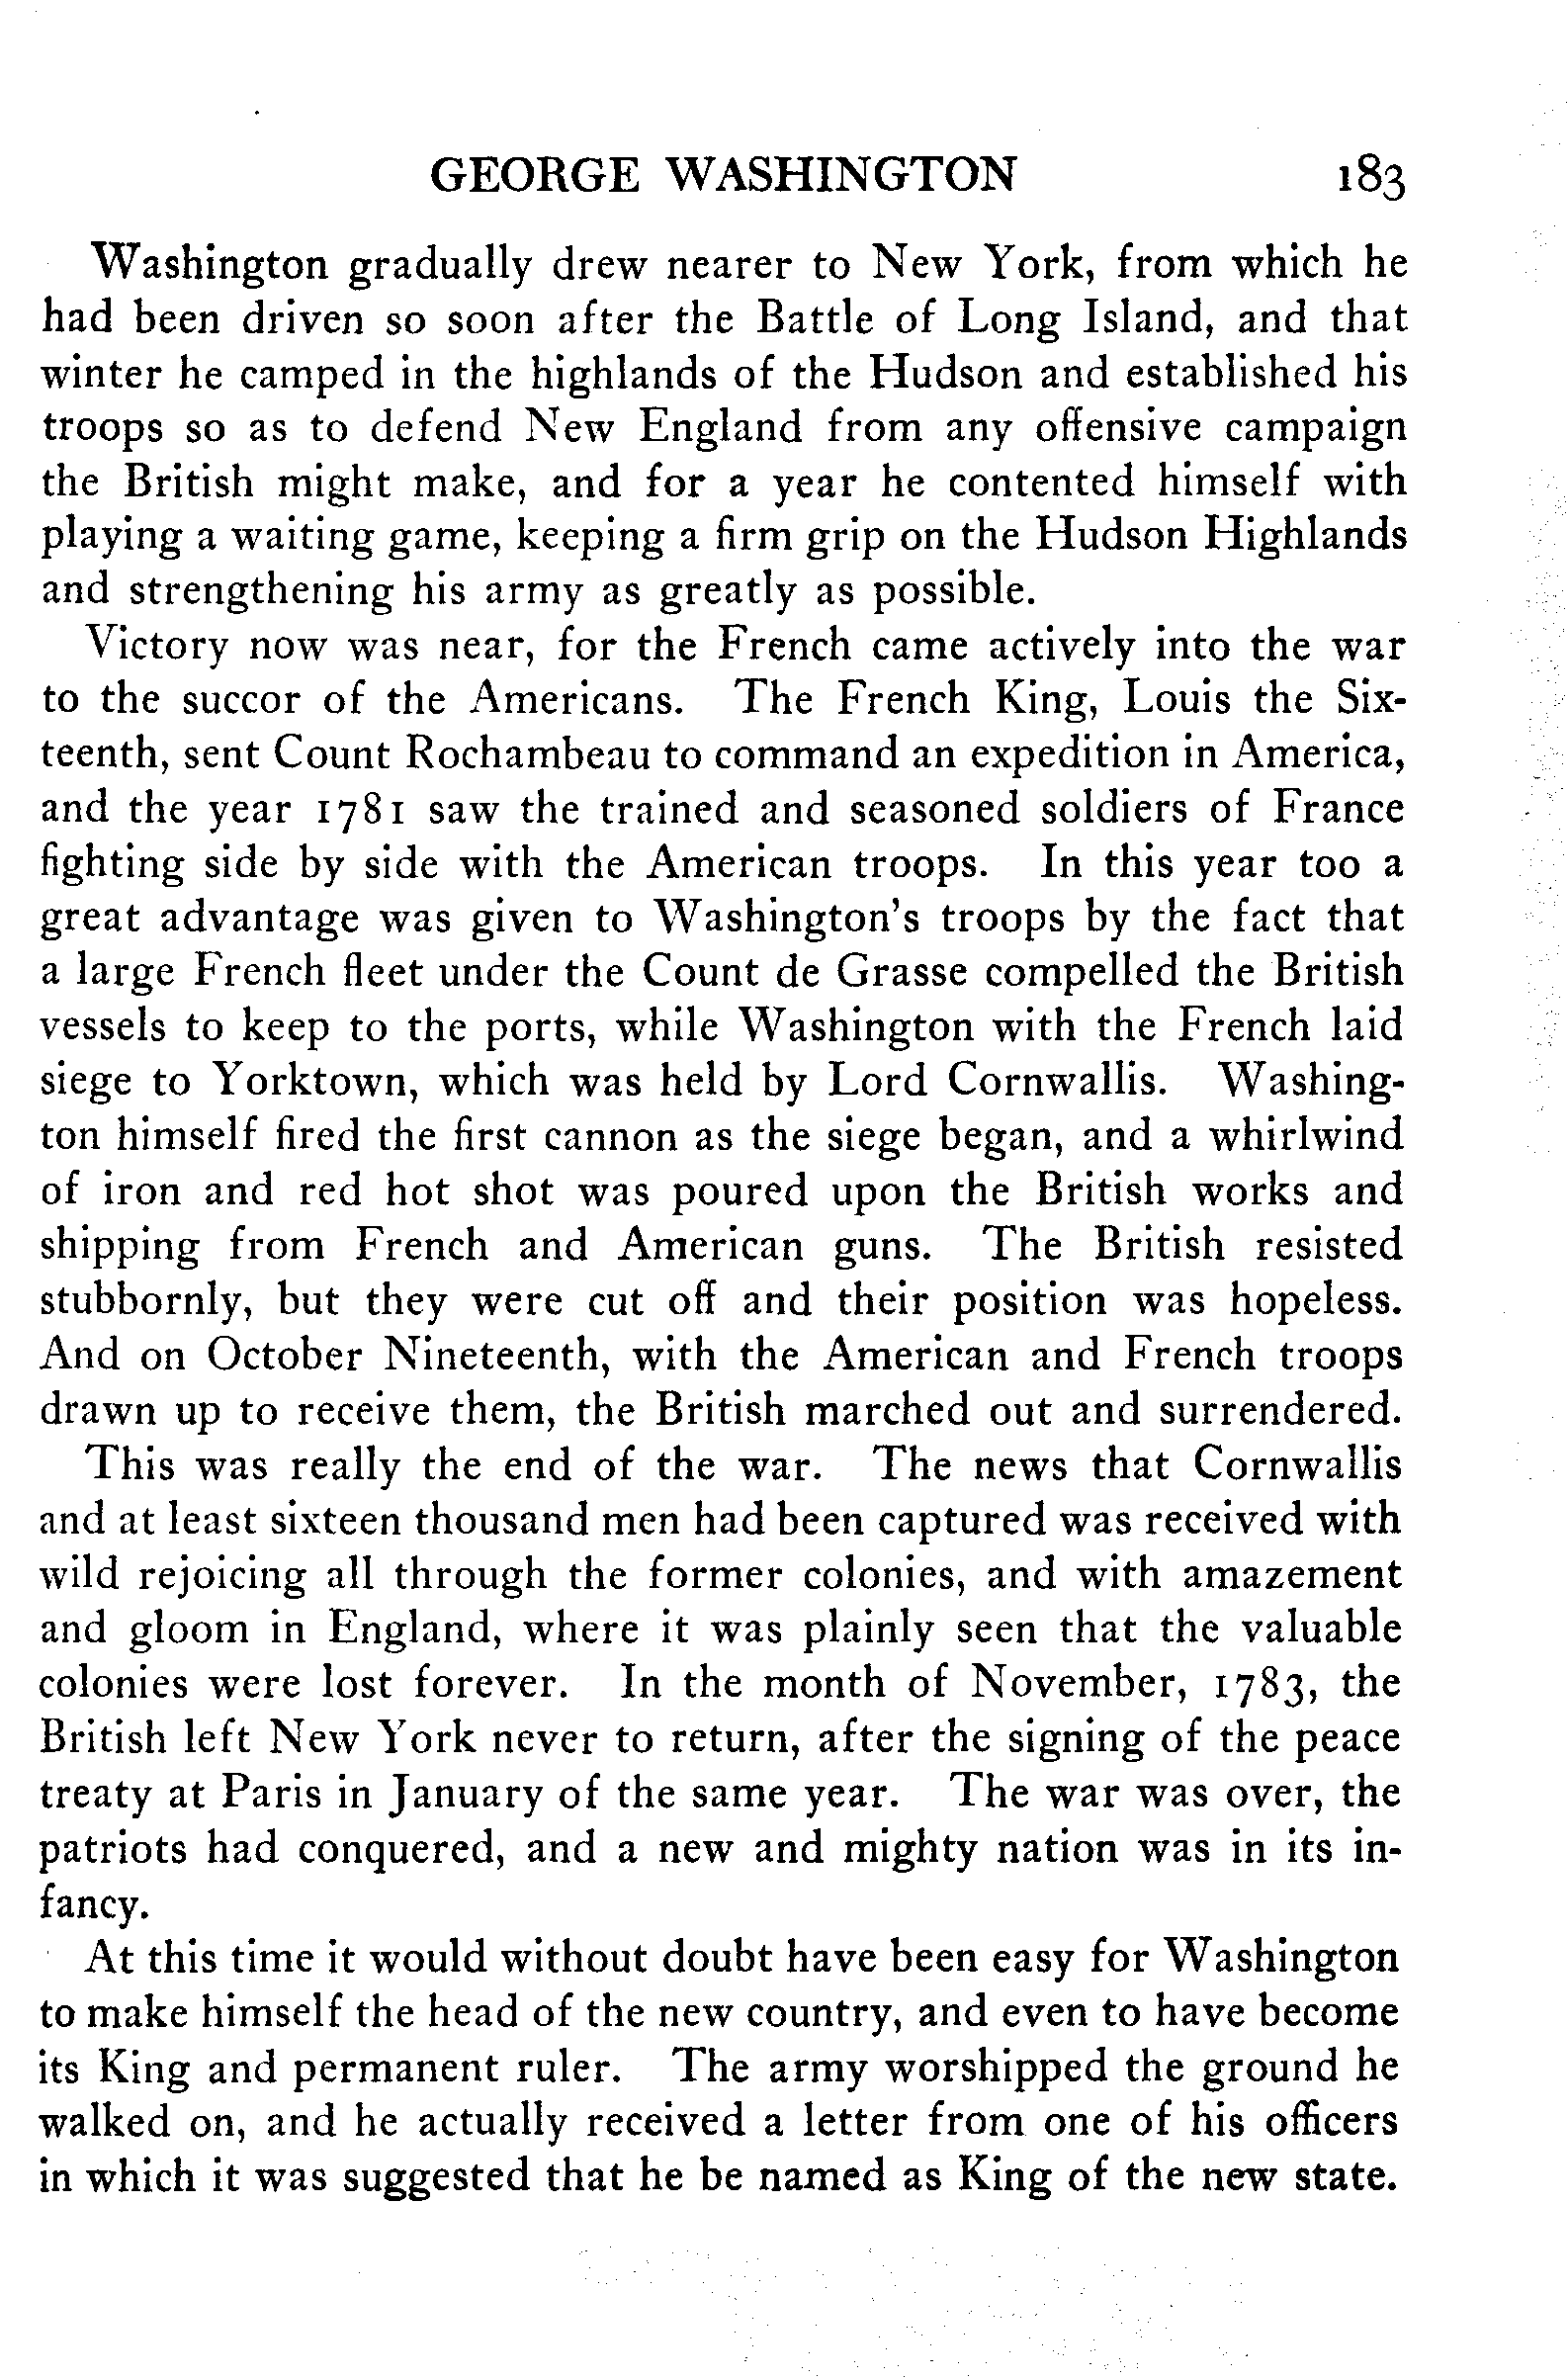 GEORGE WASHINGTON 183
Washington gradually drew nearer to New York, from which he
had been driven so soon after the Battle of Long Island, and that
winter he camped in the highlands of the Hudson and established his
troops so as to defend New England from any offensive campaign
the British might make, and for a year he contented himself with
playing a waiting game, keeping a firm grip on the Hudson Highlands
and strengthening his army as greatly as possible.
Victory now was near, for the French came actively into the war
to the succor of the Americans. The French King, Louis the Six-
teenth, sent Count Rochambeau to command an expedition in America,
and the year 1781 saw the trained and seasoned soldiers of France
fighting side by side with the American troops. In this year too a
great advantage was given to Washington's troops by the fact that
a large French fleet under the Count de Grasse compelled the British
vessels to keep to the ports, while Washington with the French laid
siege to Yorktown, which was held by Lord Cornwallis. Washing-
ton himself fired the first cannon as the siege began, and a whirlwind
of iron and red hot shot was poured upon the British works and
shipping from French and American guns. The British resisted
stubbornly, but they were cut off and their position was hopeless.
And on October Nineteenth, with the American and French troops
drawn up to receive them, the British marched out and surrendered.
This was really the end of the war. The news that Cornwallis
and at least sixteen thousand men had been captured was received with
wild rejoicing all through the former colonies, and with amazement
and gloom in England, where it was plainly seen that the valuable
colonies were lost forever. In the month of November, 1783, the
British left New York never to return, after the signing of the peace
treaty at Paris in January of the same year. The war was over, the
patriots had conquered, and a new and mighty nation was in its in-
fancy.
At this time it would without doubt have been easy for Washington
to make himself the head of the new country, and even to have become
its King and permanent ruler. The army worshipped the ground he
walked on, and he actually received a letter from one of his officers
in which it was suggested that he be named as King of the new state.